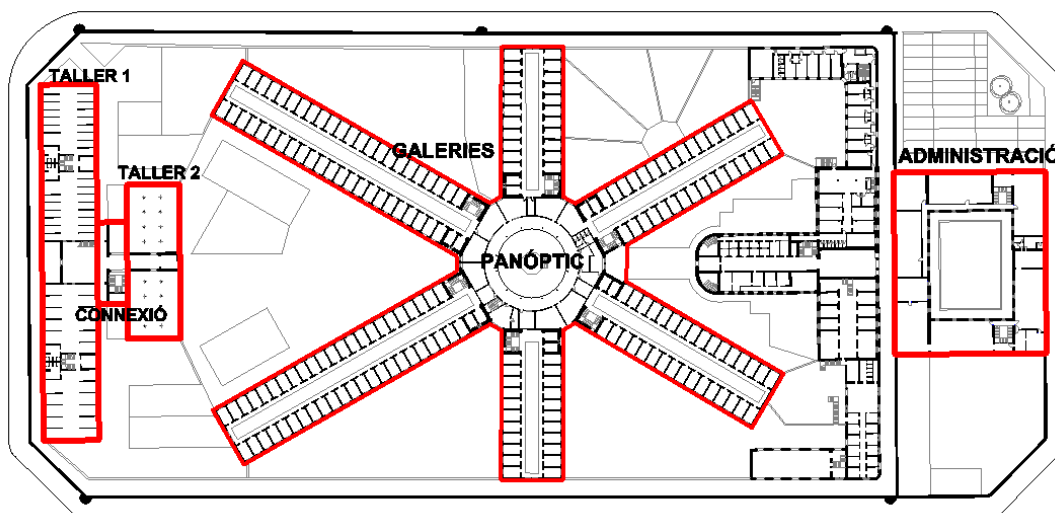 TALLER 1
GALERIES
ADMINISTRACIÓ
TALLER 2
PANÓPTIC
CONNEXIÓ